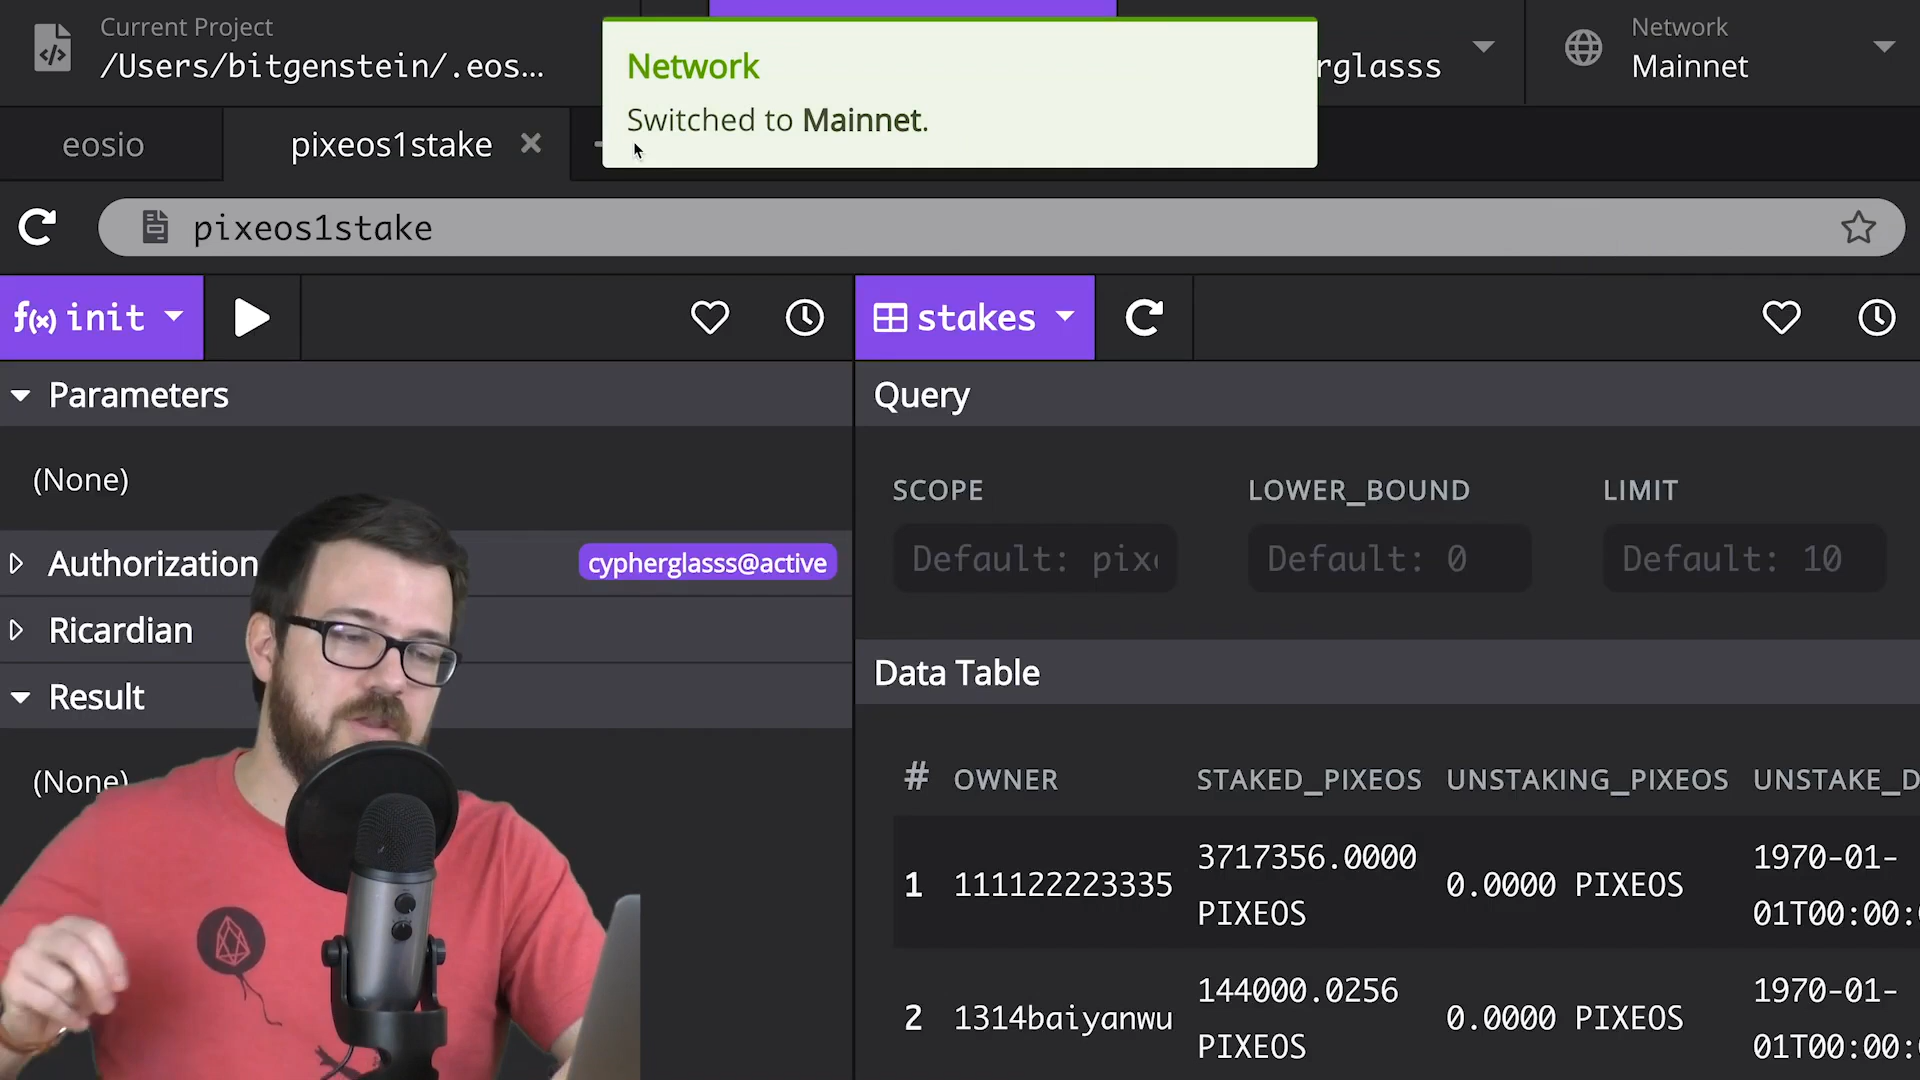 Current Project
/Users/bitgenstein/.eos...
Network
Switched to Mainnet.
rglasss
Network
Mainnet
eosio
pixeos1stake
pixeos1stake
f(x) init
stakes
Parameters
(None)
Authorization
cypherglasss@active
Ricardian
Result
(None)
Query
SCOPE
LOWER_BOUND
LIMIT
Default: pix
Default: 0
Default: 10
Data Table
# OWNER STAKED_PIXEOS UNSTAKING_PIXEOS UNSTAKE_D
1 111122223335 3717356.0000 PIXEOS 0.0000 PIXEOS 1970-01-01T00:00:
2 1314baiyanwu 144000.0256 PIXEOS 0.0000 PIXEOS 1970-01-01T00:00: